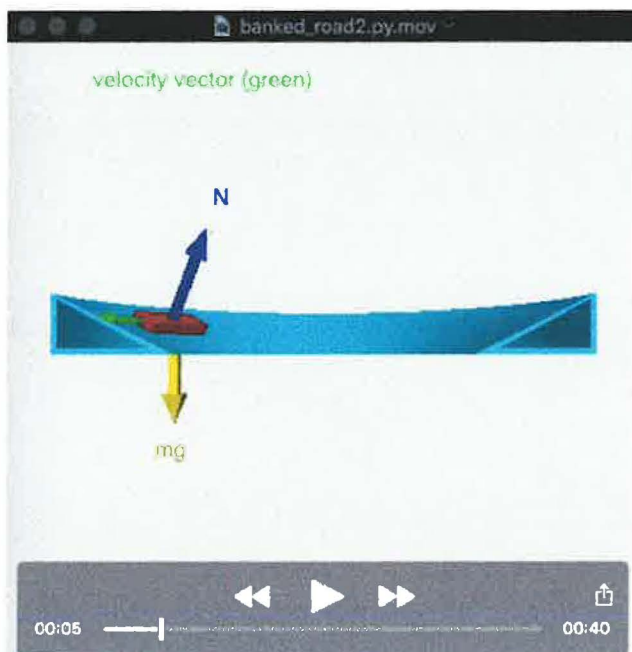 banked_road2.py.mov
velocity vector (green)
N
mg
00:05
00:40